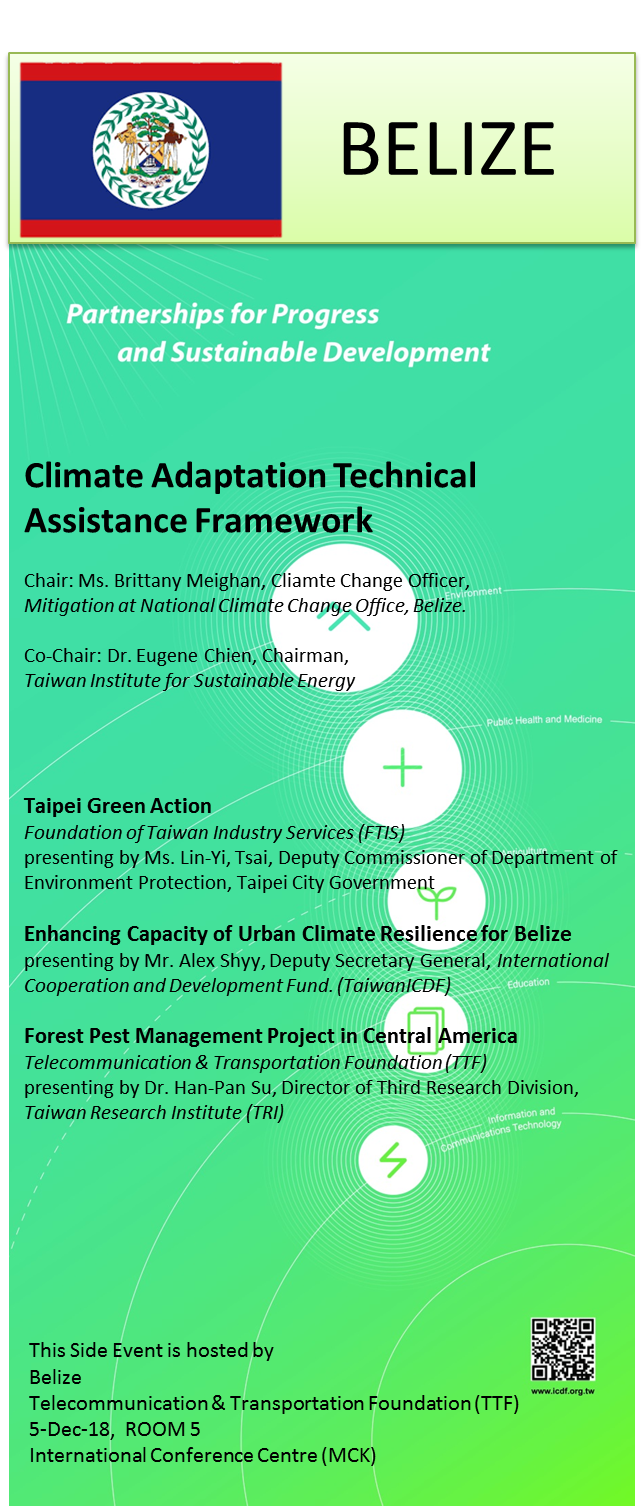 BELIZE
Partnerships for Progress
and Sustainable Development
Climate Adaptation Technical
Assistance Framework
Chair: Ms. Brittany Meighan, Cliamte Change Officer,
Mitigation at National Climate Change Office, Belize.
Environment
Co-Chair: Dr. Eugene Chien, Chairman,
Taiwan Institute for Sustainable Energy
Public Health and Medicine
Taipei Green Action
Foundation of Taiwan Industry Services (FTIS)
presenting by Ms. Lin-Yi, Tsai, Deputy Commissioner of Department of
Environment Protection, Taipei City Government
Agriculture
Enhancing Capacity of Urban Climate Resilience for Belize
presenting by Mr. Alex Shyy, Deputy Secretary General, International
Cooperation and Development Fund. (TaiwanICDF)
Education
Forest Pest Management Project in Central America
Telecommunication & Transportation Foundation (TTF)
presenting by Dr. Han-Pan Su, Director of Third Research Division,
Taiwan Research Institute (TRI)
Information and
Communications Technology
This Side Event is hosted by
Belize
Telecommunication & Transportation Foundation (TTF)
5-Dec-18, ROOM 5
International Conference Centre (MCK)
www.icdf.org.tw